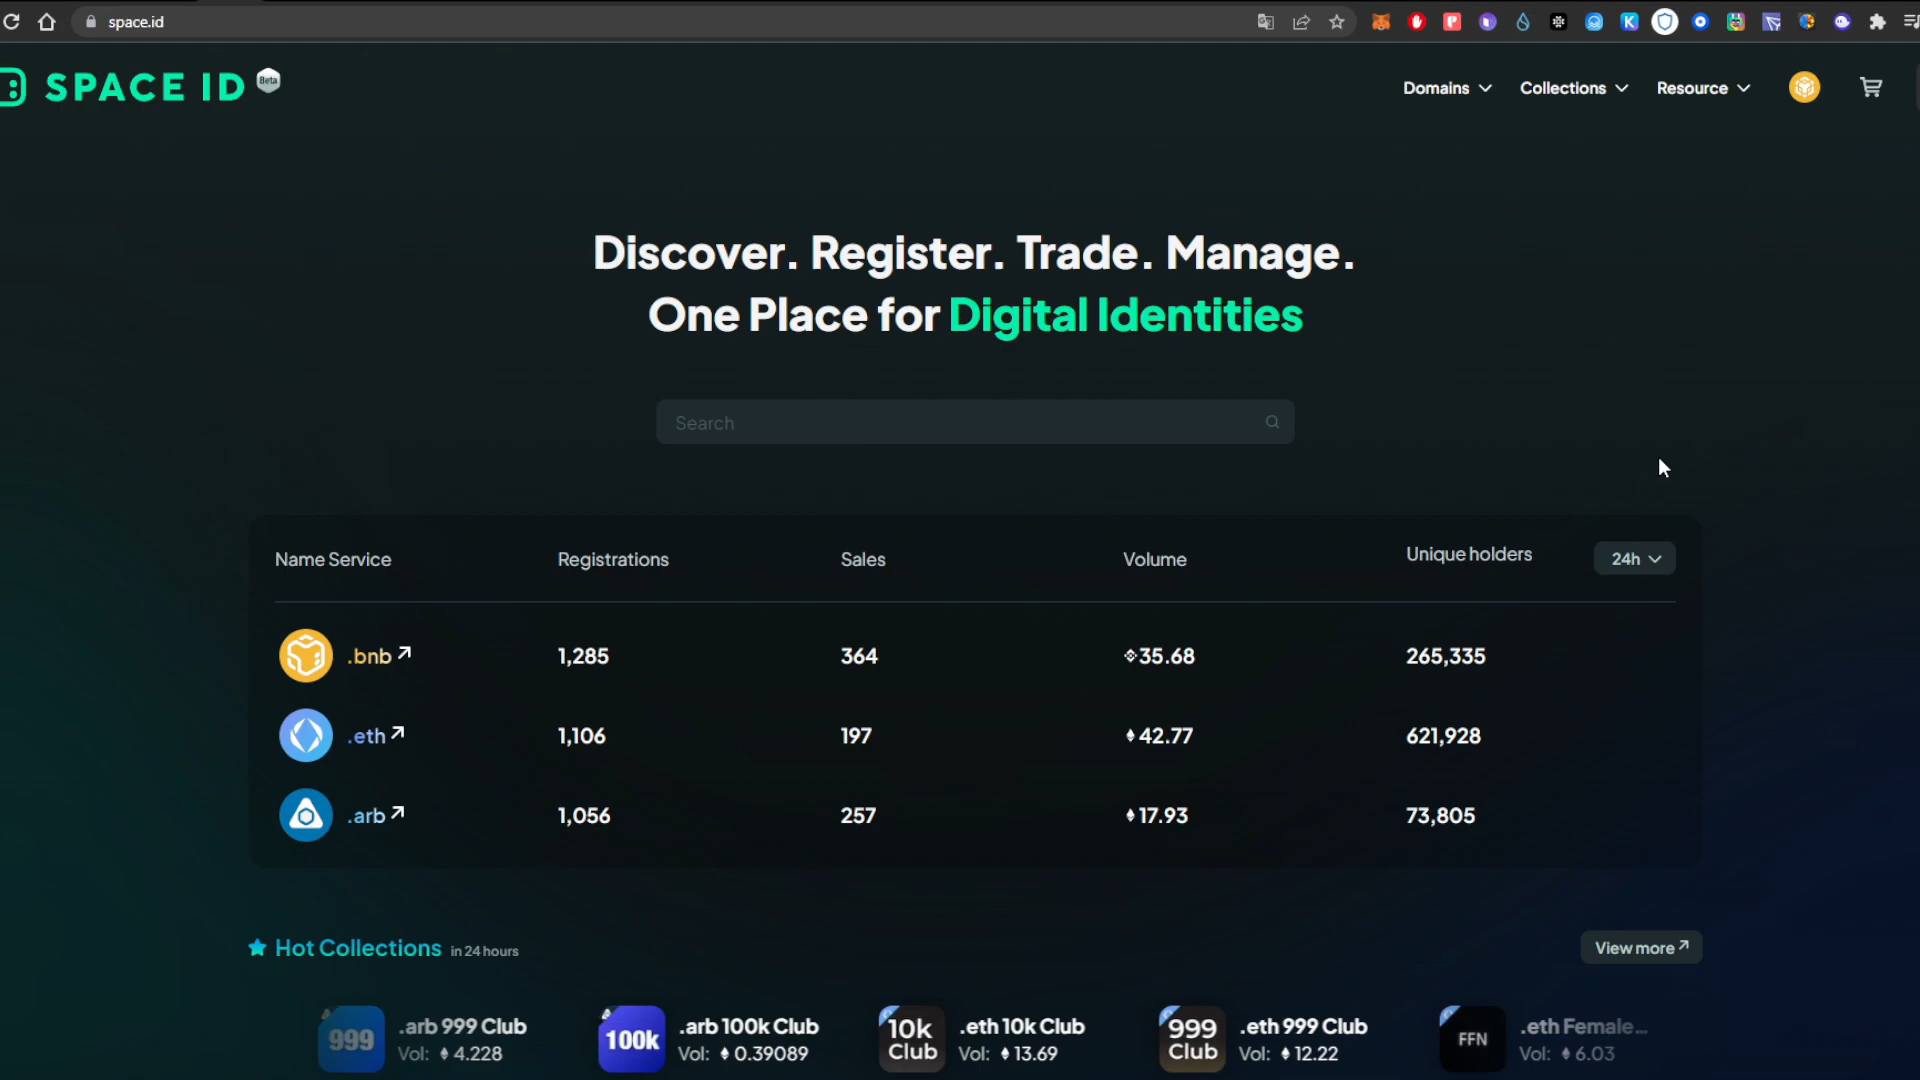 space.id
SPACE ID Beta
Domains Collections Resource
Discover. Register. Trade. Manage.
One Place for Digital Identities
Search
Name Service Registrations Sales Volume Unique holders 24h
.bnb 1,285 364 35.68 265,335
.eth 1,106 197 42.77 621,928
.arb 1,056 257 17.93 73,805
Hot Collections in 24 hours View more
999 .arb 999 Club
Vol: 4.228
100k .arb 100k Club
Vol: 0.39089
10k Club .eth 10k Club
Vol: 13.69
999 Club .eth 999 Club
Vol: 12.22
FFN .eth Female...
Vol: 6.03